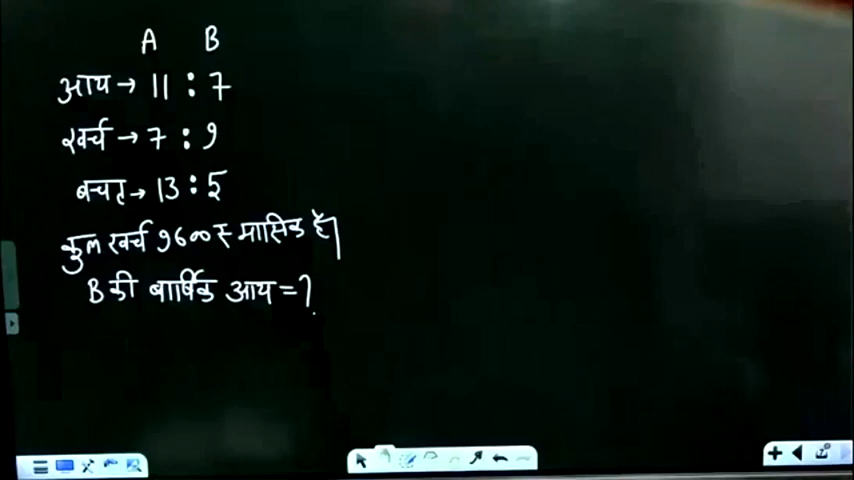 A B
आय → 11 : 7
खर्च → 7 : 9
बचत → 13 : 5
कुल खर्च 9600 ₹ मासिक है।
B की वार्षिक आय = ?